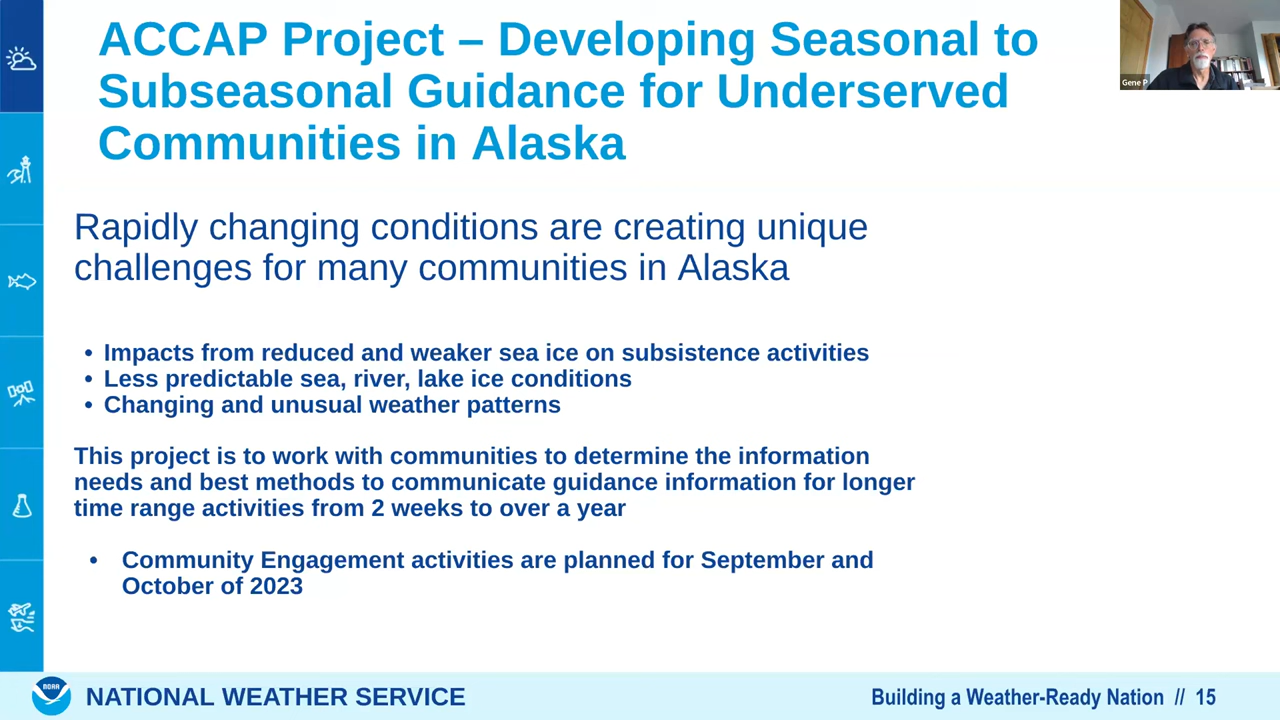 ACCAP Project – Developing Seasonal to
Subseasonal Guidance for Underserved
Communities in Alaska
Gene P
Rapidly changing conditions are creating unique
challenges for many communities in Alaska
• Impacts from reduced and weaker sea ice on subsistence activities
• Less predictable sea, river, lake ice conditions
• Changing and unusual weather patterns
This project is to work with communities to determine the information
needs and best methods to communicate guidance information for longer
time range activities from 2 weeks to over a year
• Community Engagement activities are planned for September and
October of 2023
NOAA
NATIONAL WEATHER SERVICE
Building a Weather-Ready Nation // 15